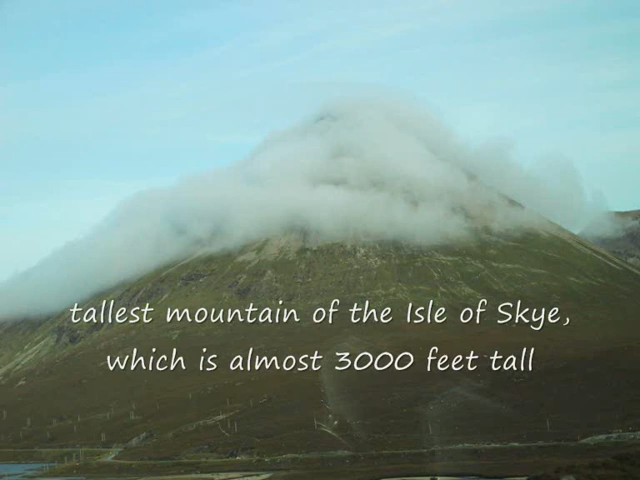 tallest mountain of the Isle of Skye,
which is almost 3000 feet tall